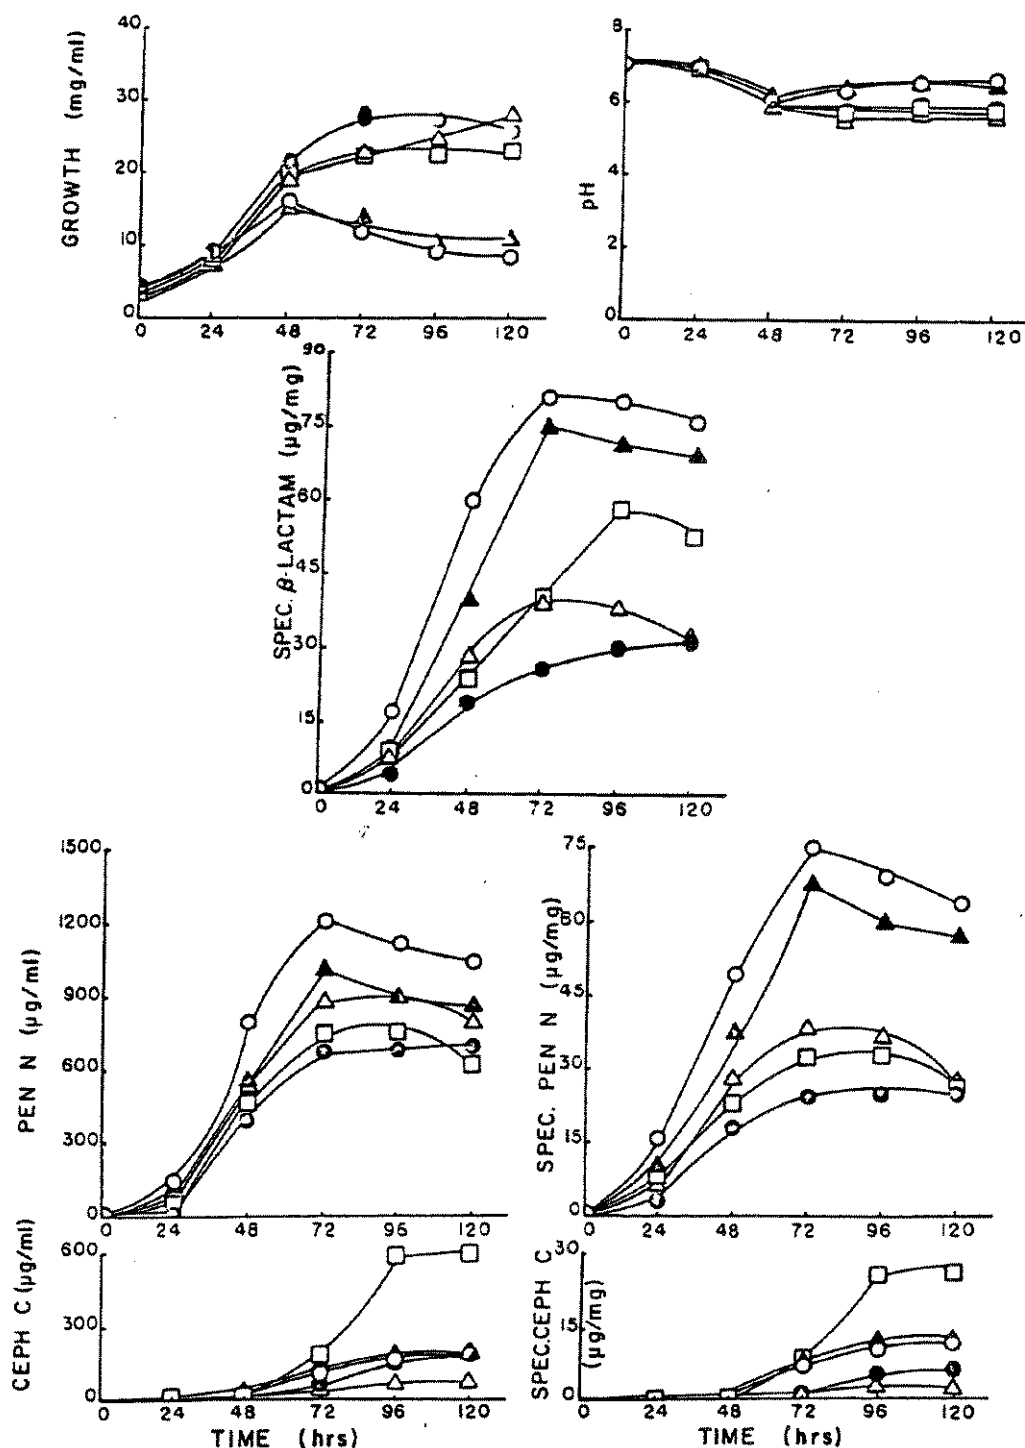 GROWTH (mg/ml)
40
30
20
10
0
0 24 48 72 96 120
pH
8
6
4
2
0
0 24 48 72 96 120
SPEC. β-LACTAM (µg/mg)
90
75
60
45
30
15
0
0 24 48 72 96 120
PEN N (µg/ml)
1500
1200
900
600
300
0
0 24 48 72 96 120
SPEC. PEN N (µg/mg)
75
60
45
30
15
0
0 24 48 72 96 120
CEPH C (µg/ml)
600
300
0
0 24 48 72 96 120
TIME (hrs)
SPEC.CEPH C
(µg/mg)
30
15
0
0 24 48 72 96 120
TIME (hrs)